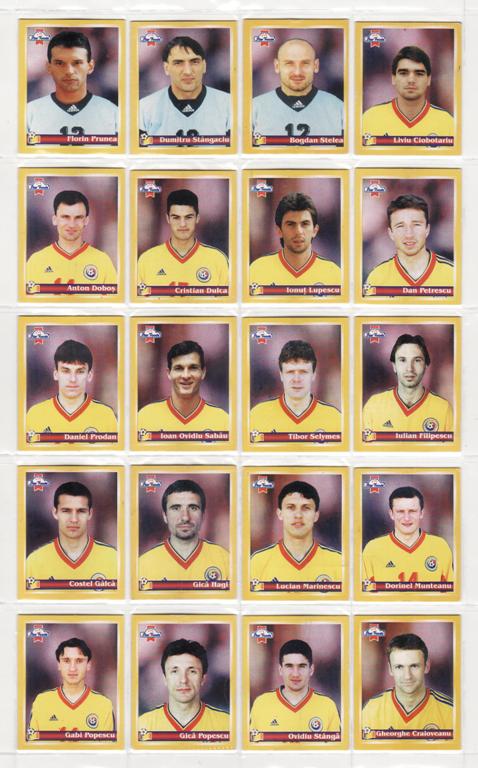 Florin Prunea
Dumitru Stângaciu
Bogdan Stelea
Liviu Ciobotariu
Anton Doboș
Cristian Dulca
Ionuț Lupescu
Dan Petrescu
Daniel Prodan
Ioan Ovidiu Sabău
Tibor Selymes
Iulian Filipescu
Costel Gâlcă
Gică Hagi
Lucian Marinescu
Dorinel Munteanu
Gabi Popescu
Gică Popescu
Ovidiu Stângă
Gheorghe Craioveanu